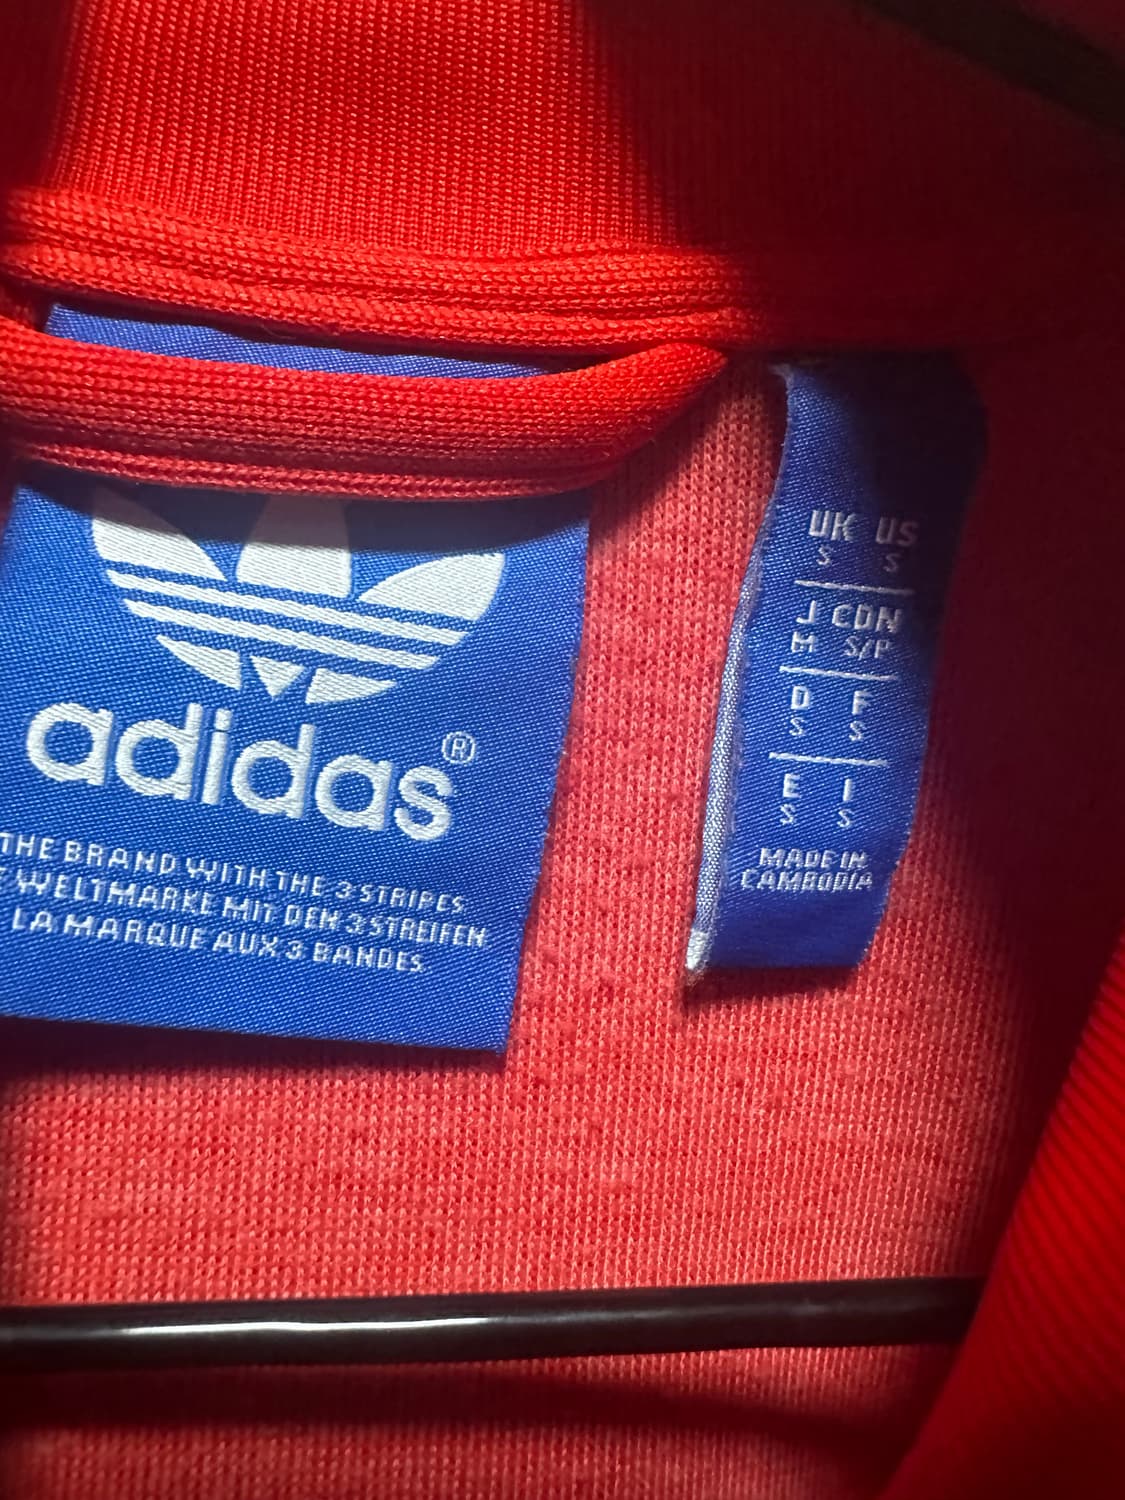 adidas®
THE BRAND WITH THE 3 STRIPES
WELTMARKE MIT DEN 3 STREIFEN
LA MARQUE AUX 3 BANDES
UK US
S S
J CDN
M S/P
D F
S S
E I
S S
MADE IN
CAMBODIA